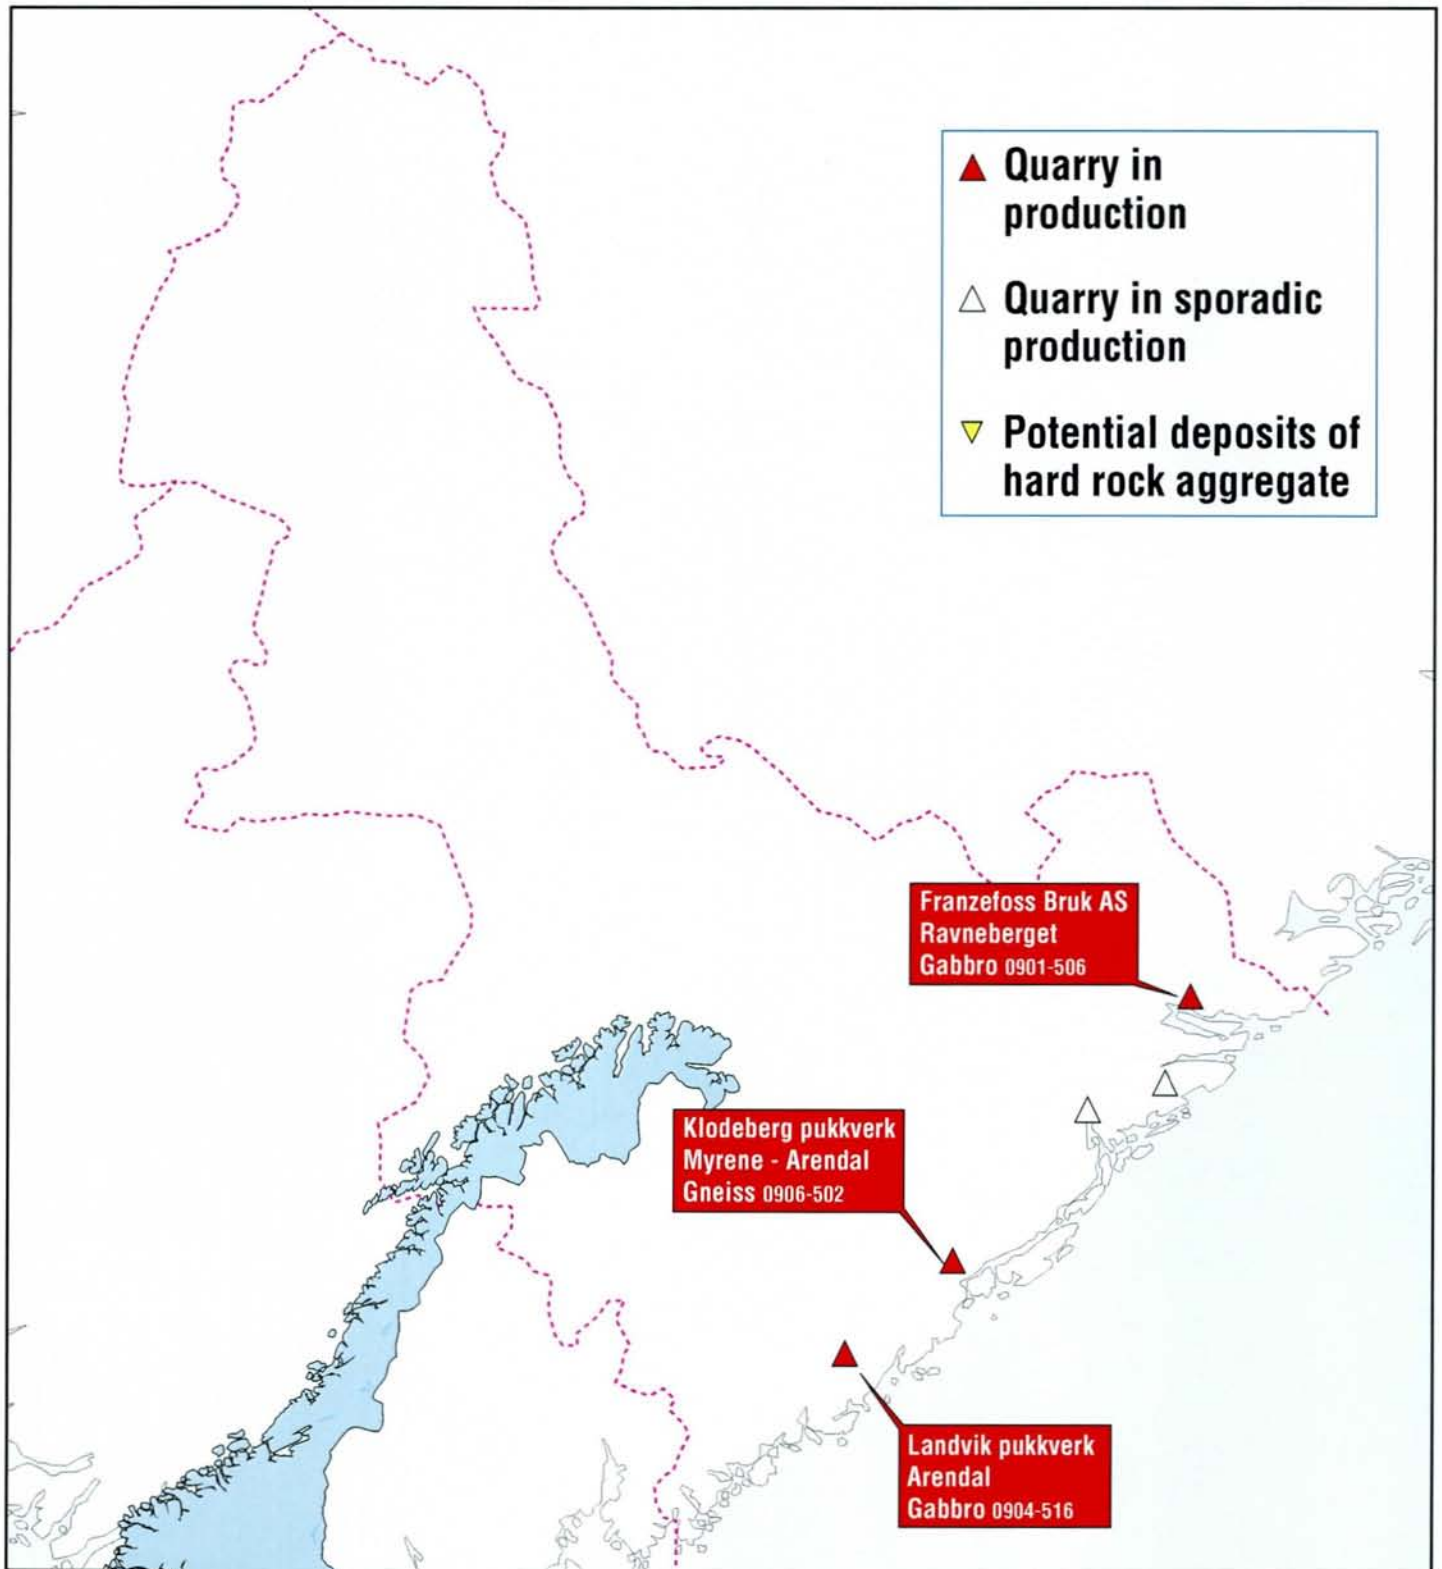 Quarry in
production
Quarry in sporadic
production
Potential deposits of
hard rock aggregate
Franzefoss Bruk AS
Ravneberget
Gabbro 0901-506
Klodeberg pukkverk
Myrene - Arendal
Gneiss 0906-502
Landvik pukkverk
Arendal
Gabbro 0904-516